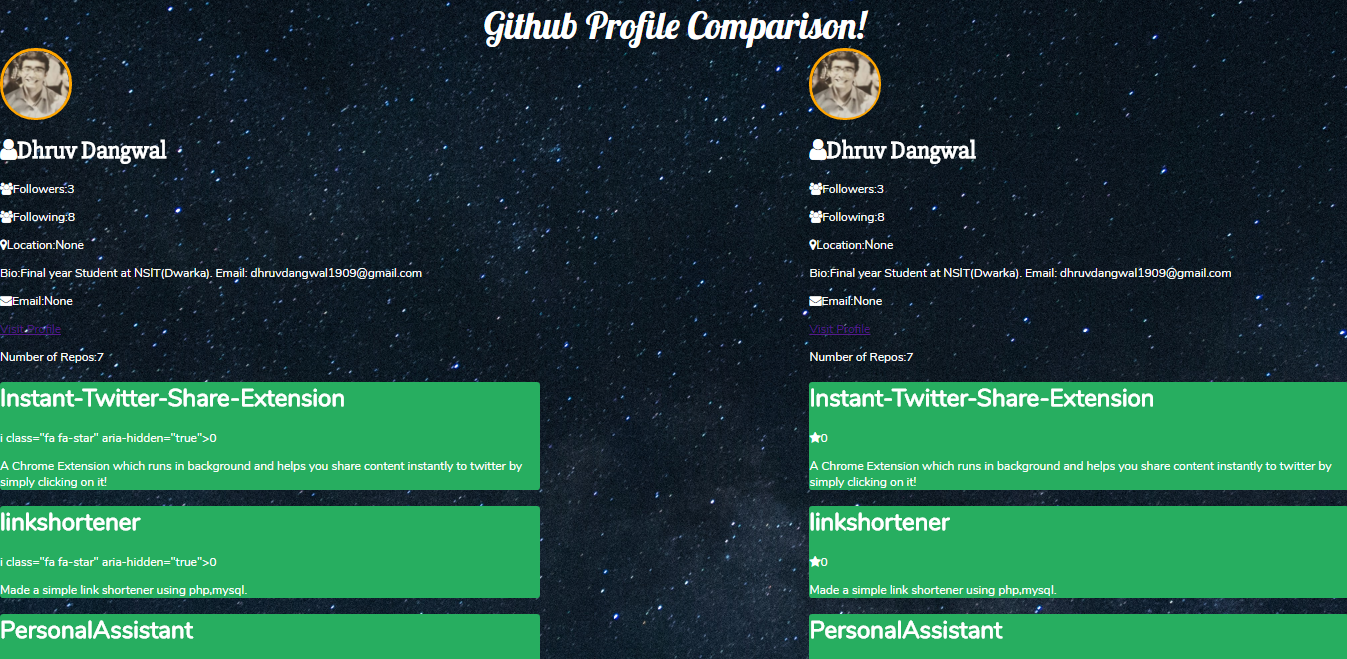 Github Profile Comparison!
Dhruv Dangwal
Followers:3
Following:8
Location:None
Bio:Final year Student at NSIT(Dwarka). Email: dhruvdangwal1909@gmail.com
Email:None
Visit Profile
Number of Repos:7
Instant-Twitter-Share-Extension
i class="fa fa-star" aria-hidden="true">0
A Chrome Extension which runs in background and helps you share content instantly to twitter by
simply clicking on it!
linkshortener
i class="fa fa-star" aria-hidden="true">0
Made a simple link shortener using php,mysql.
PersonalAssistant
Dhruv Dangwal
Followers:3
Following:8
Location:None
Bio:Final year Student at NSIT(Dwarka). Email: dhruvdangwal1909@gmail.com
Email:None
Visit Profile
Number of Repos:7
Instant-Twitter-Share-Extension
0
A Chrome Extension which runs in background and helps you share content instantly to twitter by
simply clicking on it!
linkshortener
0
Made a simple link shortener using php,mysql.
PersonalAssistant